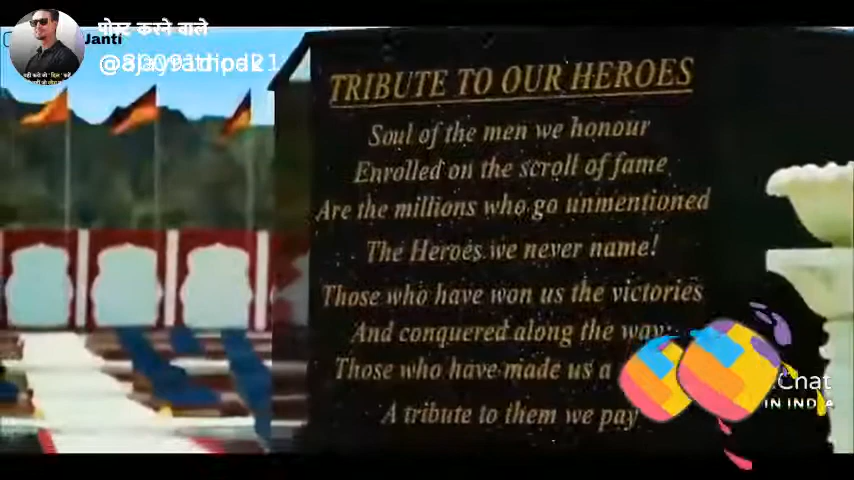 पोस्ट करने वाले
Janti
TRIBUTE TO OUR HEROES
Soul of the men we honour
Enrolled on the scroll of fame
Are the millions who go unmentioned
The Heroes we never name!
Those who have won us the victories
And conquered along the way
Those who have made us a
A tribute to them we pay
Chat
IN INDIA